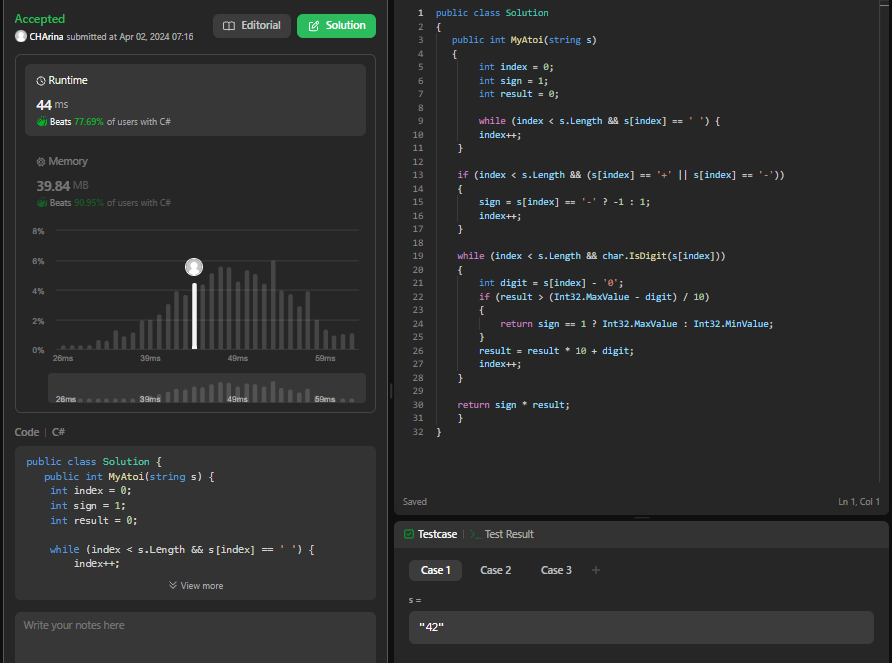 Accepted
CHArina submitted at Apr 02, 2024 07:16
Editorial
Solution
Runtime
44 ms
Beats 77.69% of users with C#
Memory
39.84 MB
Beats 90.95% of users with C#
8%
6%
4%
2%
0%
26ms 39ms 49ms 59ms
26ms 39ms 49ms 59ms
Code | C#
public class Solution {
public int MyAtoi(string s) {
int index = 0;
int sign = 1;
int result = 0;
while (index < s.Length && s[index] == ' ') {
index++;
View more
Write your notes here
1 public class Solution
2 {
3 public int MyAtoi(string s)
4 {
5 int index = 0;
6 int sign = 1;
7 int result = 0;
8
9 while (index < s.Length && s[index] == ' ') {
10 index++;
11 }
12
13 if (index < s.Length && (s[index] == '+' || s[index] == '-'))
14 {
15 sign = s[index] == '-' ? -1 : 1;
16 index++;
17 }
18
19 while (index < s.Length && char.IsDigit(s[index]))
20 {
21 int digit = s[index] - '0';
22 if (result > (Int32.MaxValue - digit) / 10)
23 {
24 return sign == 1 ? Int32.MaxValue : Int32.MinValue;
25 }
26 result = result * 10 + digit;
27 index++;
28 }
29
30 return sign * result;
31 }
32 }
Saved
Ln 1, Col 1
Testcase | >_ Test Result
Case 1 Case 2 Case 3 +
s =
"42"